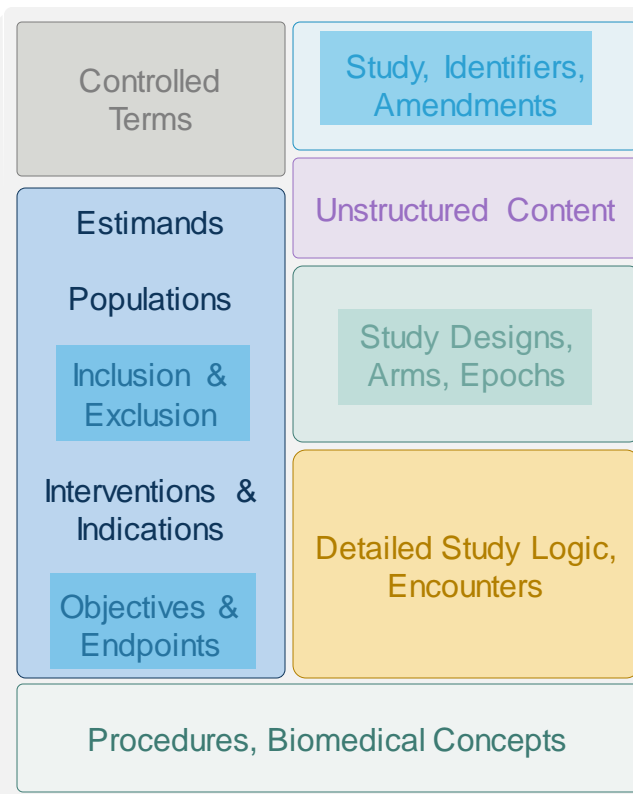 Controlled
Terms
Study, Identifiers,
Amendments
Unstructured Content
Estimands
Populations
Inclusion &
Exclusion
Interventions &
Indications
Objectives &
Endpoints
Study Designs,
Arms, Epochs
Detailed Study Logic,
Encounters
Procedures, Biomedical Concepts